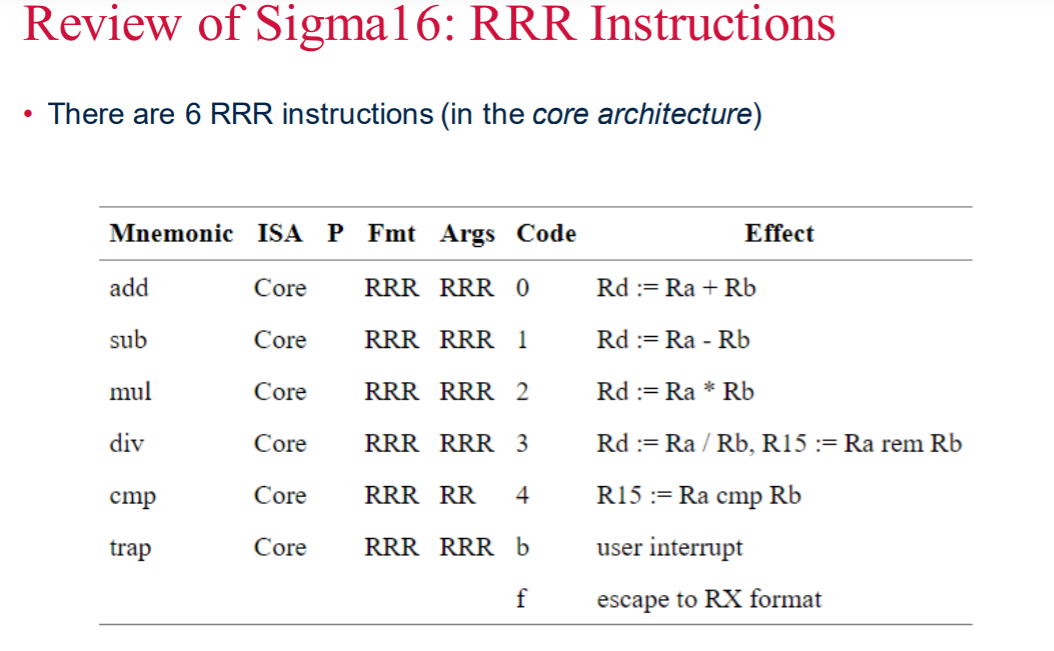 Review of Sigma16: RRR Instructions
• There are 6 RRR instructions (in the core architecture)
Mnemonic ISA P Fmt Args Code Effect
add Core RRR RRR 0 Rd := Ra + Rb
sub Core RRR RRR 1 Rd := Ra - Rb
mul Core RRR RRR 2 Rd := Ra * Rb
div Core RRR RRR 3 Rd := Ra / Rb, R15 := Ra rem Rb
cmp Core RRR RR 4 R15 := Ra cmp Rb
trap Core RRR RRR b user interrupt
f escape to RX format